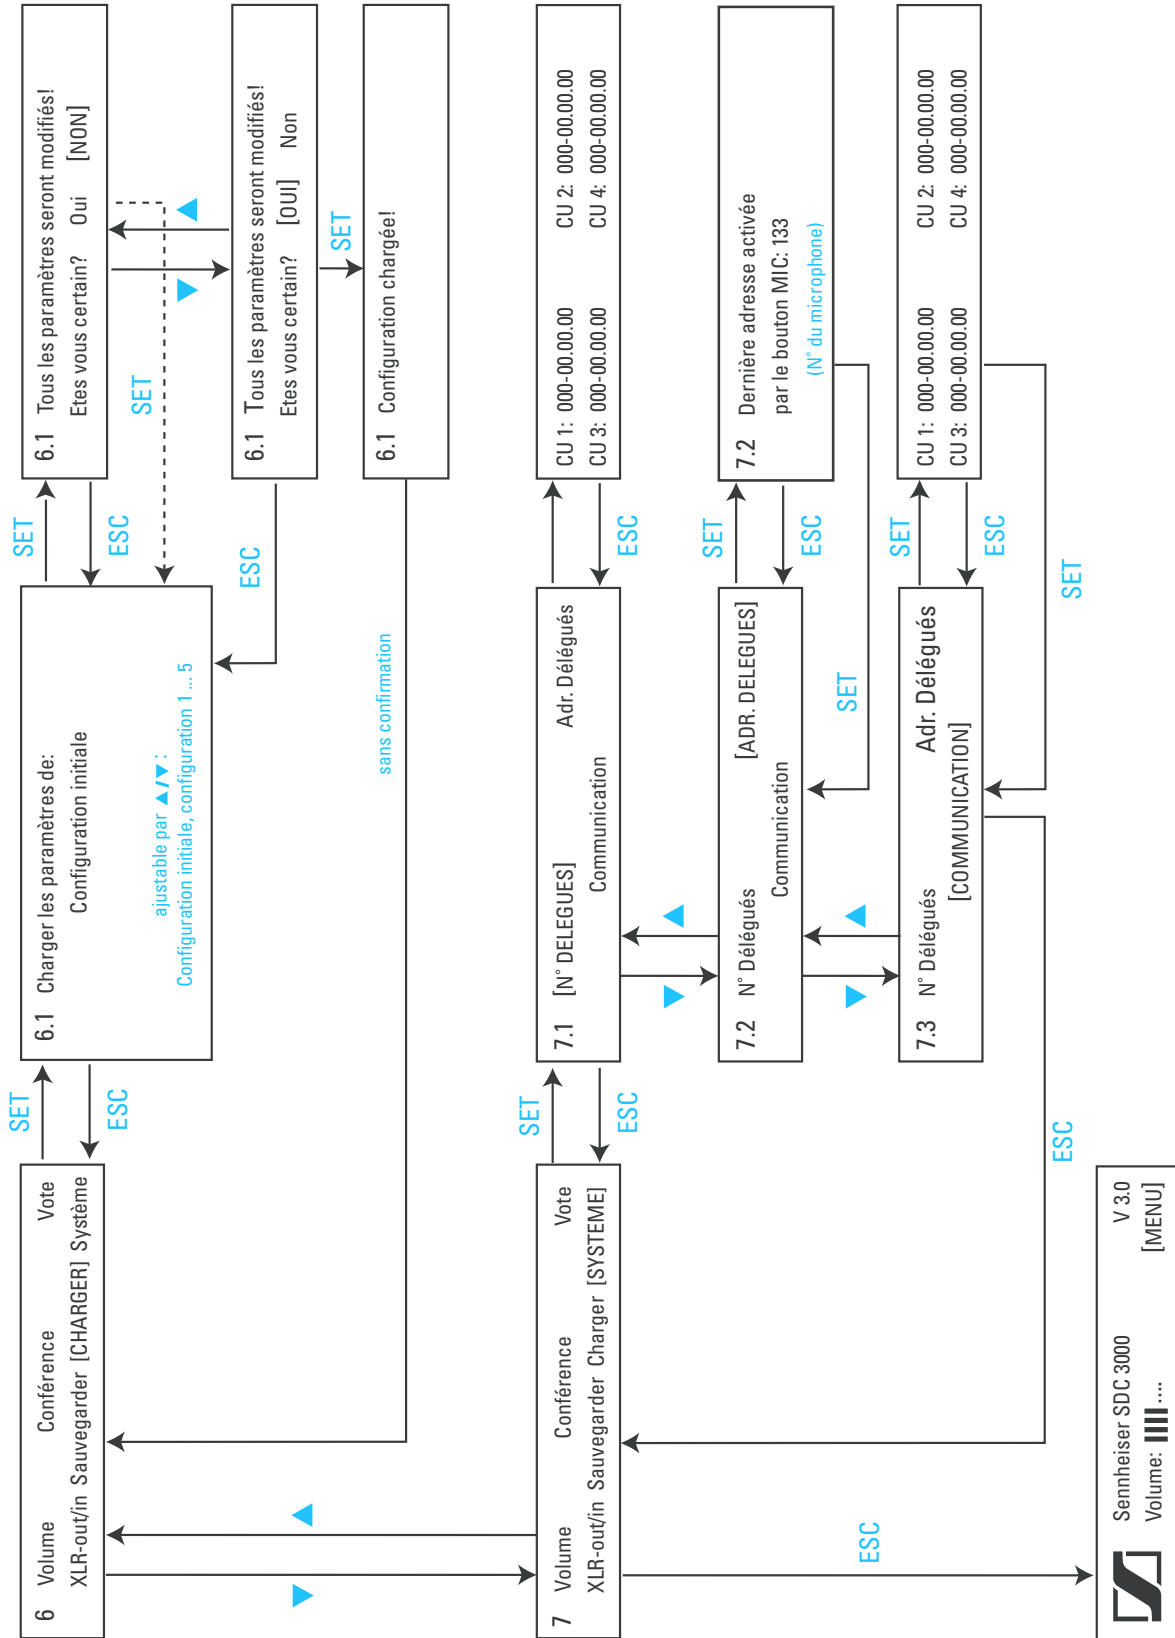 6 Volume Conférence Vote
XLR-out/in Sauvegarder [CHARGER] Système
SET
ESC
6.1 Charger les paramètres de:
Configuration initiale
ajustable par ▲/▼:
Configuration initiale, configuration 1 ... 5
SET
ESC
6.1 Tous les paramètres seront modifiés!
Etes vous certain? Oui [NON]
SET
6.1 Tous les paramètres seront modifiés!
Etes vous certain? [OUI] Non
ESC
SET
6.1 Configuration chargée!
sans confirmation
7 Volume Conférence Vote
XLR-out/in Sauvegarder Charger [SYSTEME]
SET
ESC
7.1 [N° DELEGUES] Adr. Délégués
Communication
SET
ESC
CU 1: 000-00.00.00 CU 2: 000-00.00.00
CU 3: 000-00.00.00 CU 4: 000-00.00.00
7.2 N° Délégués [ADR. DELEGUES]
Communication
SET
ESC
7.2 Dernière adresse activée
par le bouton MIC: 133
(N° du microphone)
SET
7.3 N° Délégués Adr. Délégués
[COMMUNICATION]
SET
ESC
CU 1: 000-00.00.00 CU 2: 000-00.00.00
CU 3: 000-00.00.00 CU 4: 000-00.00.00
SET
ESC
ESC
Sennheiser SDC 3000 V 3.0
Volume: ▌▌▌▌.... [MENU]